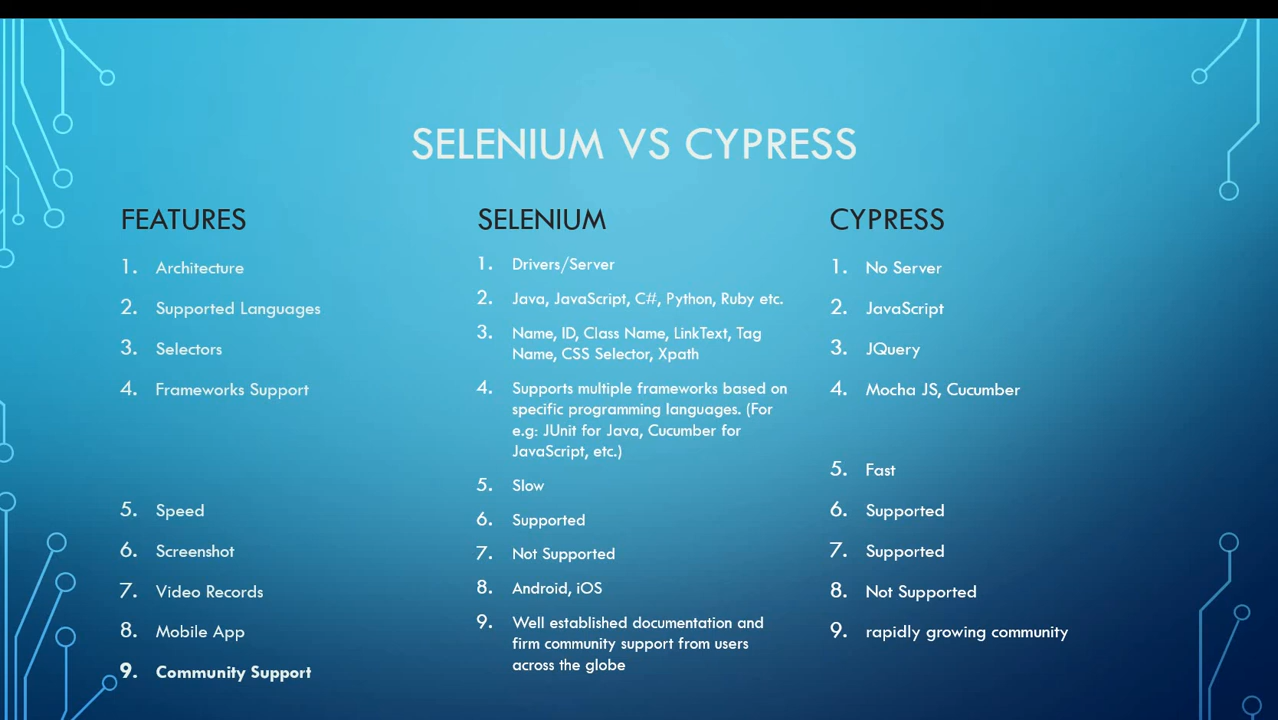 SELENIUM VS CYPRESS
FEATURES
1. Architecture
2. Supported Languages
3. Selectors
4. Frameworks Support
5. Speed
6. Screenshot
7. Video Records
8. Mobile App
9. Community Support
SELENIUM
1. Drivers/Server
2. Java, JavaScript, C#, Python, Ruby etc.
3. Name, ID, Class Name, LinkText, Tag
Name, CSS Selector, Xpath
4. Supports multiple frameworks based on
specific programming languages. (For
e.g: JUnit for Java, Cucumber for
JavaScript, etc.)
5. Slow
6. Supported
7. Not Supported
8. Android, iOS
9. Well established documentation and
firm community support from users
across the globe
CYPRESS
1. No Server
2. JavaScript
3. JQuery
4. Mocha JS, Cucumber
5. Fast
6. Supported
7. Supported
8. Not Supported
9. rapidly growing community